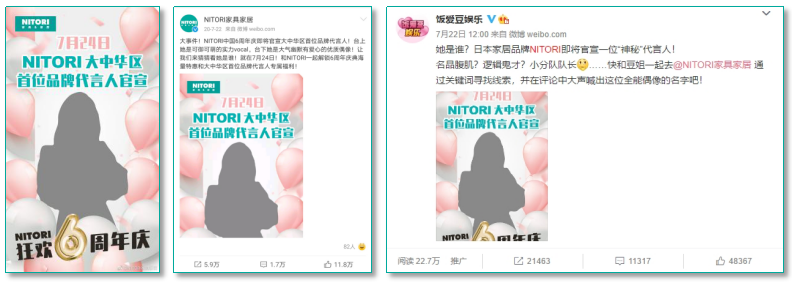 NITORI
7月24日
NITORI 大中华区
首位品牌代言人官宣
NITORI
狂欢6周年庆
NITORI家具家居
20-7-22 来自 微博 weibo.com
大事件！NITORI中国6周年庆即将官宣大中华区首位品牌代言人！台上
她是可御可萌的实力vocal，台下她是大气幽默有爱心的优质偶像！让
我们来猜猜看她是谁！就在7月24日！和NITORI一起解锁6周年庆典海
量特惠和大中华区首位品牌代言人专属福利！
NITORI
7月24日
NITORI 大中华区
首位品牌代言人官宣
62人
5.9万
1.7万
11.8万
饭爱豆娱乐
7月22日 12:00 来自 微博 weibo.com
她是谁？日本家居品牌NITORI即将官宣一位“神秘”代言人！
名品腹肌？逻辑鬼才？小分队队长……快和豆姐一起去@NITORI家具家居 通
过关键词寻找线索，并在评论中大声喊出这位全能偶像的名字吧！
NITORI
7月24日
NITORI 大中华区
首位品牌代言人官宣
阅读 22.7万
推广
21463
11317
48367